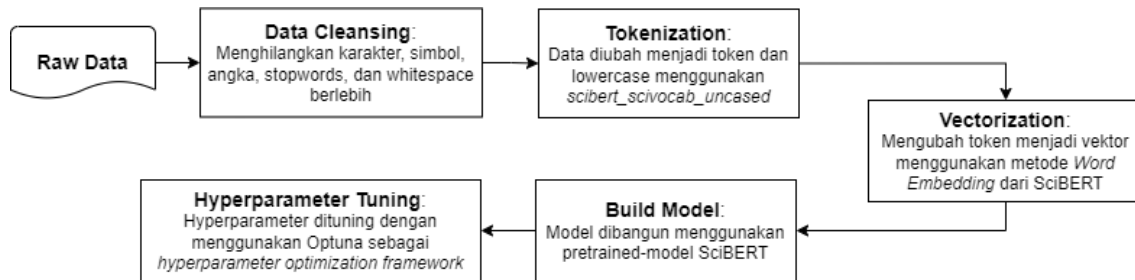 Raw Data
Data Cleansing:
Menghilangkan karakter, simbol,
angka, stopwords, dan whitespace
berlebih
Tokenization:
Data diubah menjadi token dan
lowercase menggunakan
scibert_scivocab_uncased
Vectorization:
Mengubah token menjadi vektor
menggunakan metode Word
Embedding dari SciBERT
Build Model:
Model dibangun menggunakan
pretrained-model SciBERT
Hyperparameter Tuning:
Hyperparameter dituning dengan
menggunakan Optuna sebagai
hyperparameter optimization framework